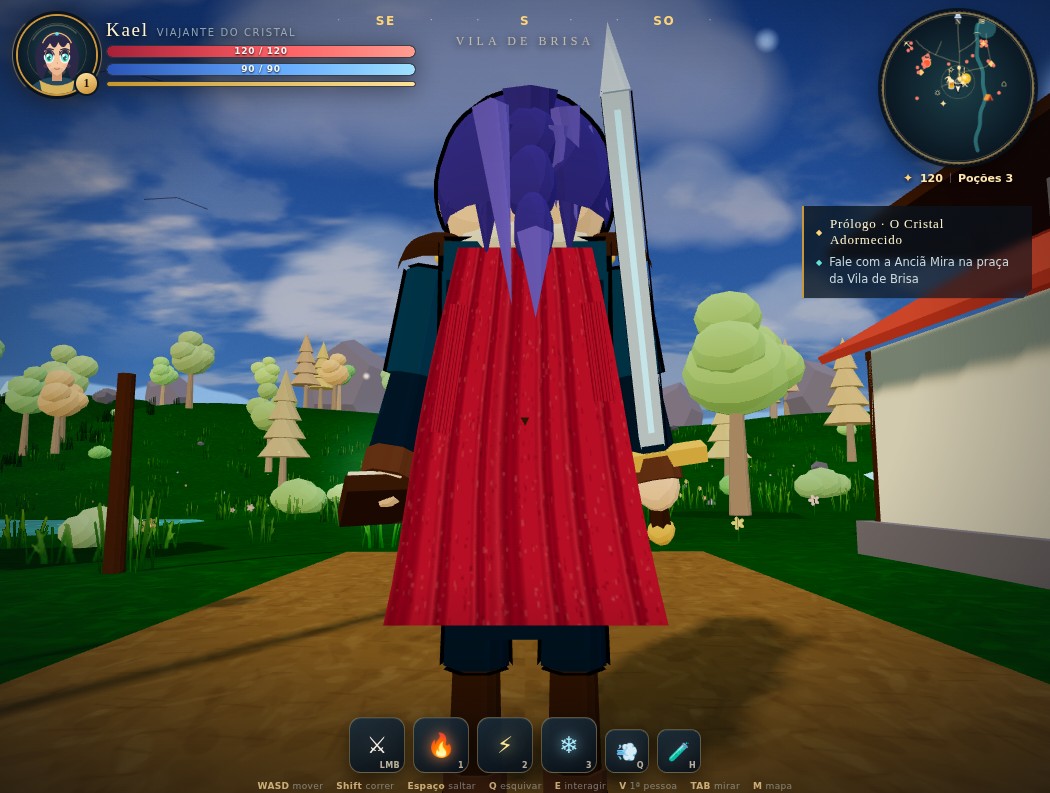 SE S SO
Kael VIAJANTE DO CRISTAL
VILA DE BRISA
120 / 120
90 / 90
1
120 Poções 3
Prólogo · O Cristal
Adormecido
Fale com a Anciã Mira na praça
da Vila de Brisa
LMB 1 2 3 Q H
WASD mover Shift correr Espaço saltar Q esquivar E interagir V 1ª pessoa TAB mirar M mapa